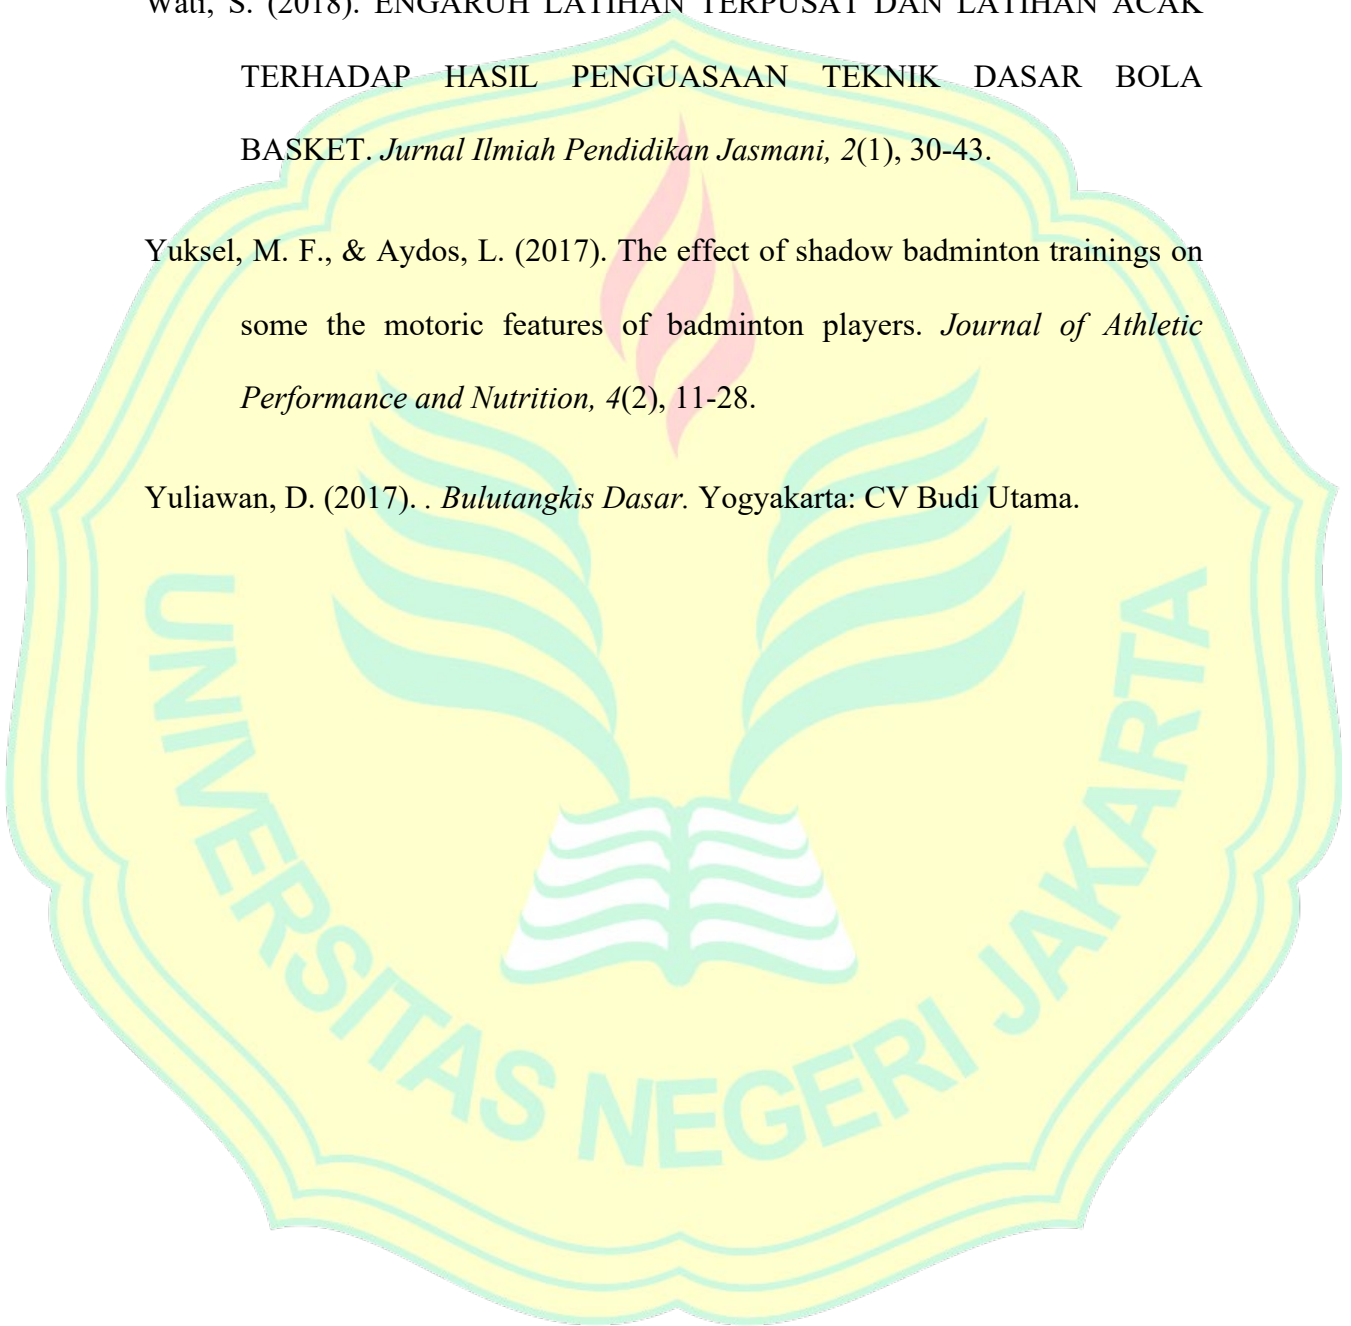 Wati, S. (2018). ENGARUH LATIHAN TERPUSAT DAN LATIHAN ACAK
TERHADAP HASIL PENGUASAAN TEKNIK DASAR BOLA
BASKET. Jurnal Ilmiah Pendidikan Jasmani, 2(1), 30-43.
Yuksel, M. F., & Aydos, L. (2017). The effect of shadow badminton trainings on
some the motoric features of badminton players. Journal of Athletic
Performance and Nutrition, 4(2), 11-28.
Yuliawan, D. (2017). . Bulutangkis Dasar. Yogyakarta: CV Budi Utama.
UNIVERSITAS NEGERI JAKARTA